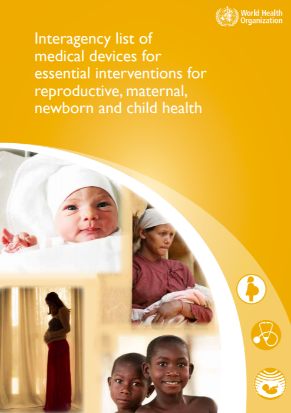 World Health
Organization
Interagency list of
medical devices for
essential interventions for
reproductive, maternal,
newborn and child health